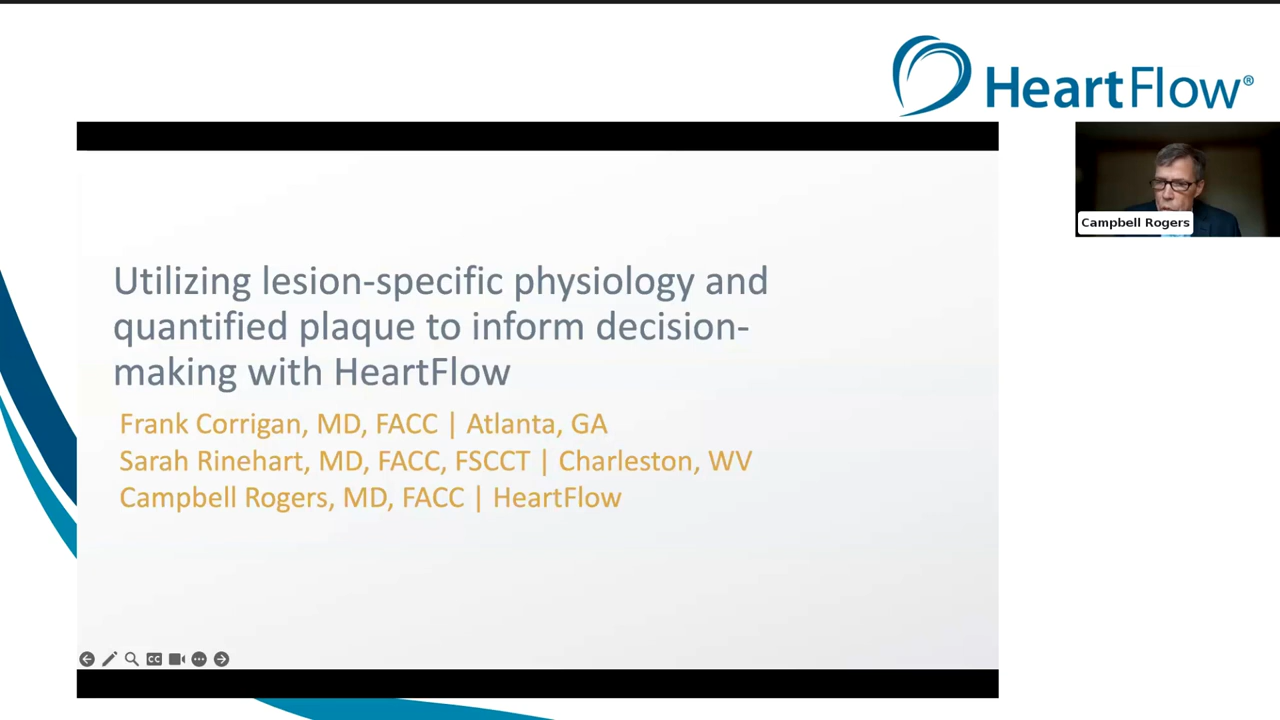 HeartFlow®
Campbell Rogers
Utilizing lesion-specific physiology and
quantified plaque to inform decision-
making with HeartFlow
Frank Corrigan, MD, FACC | Atlanta, GA
Sarah Rinehart, MD, FACC, FSCCT | Charleston, WV
Campbell Rogers, MD, FACC | HeartFlow
CC